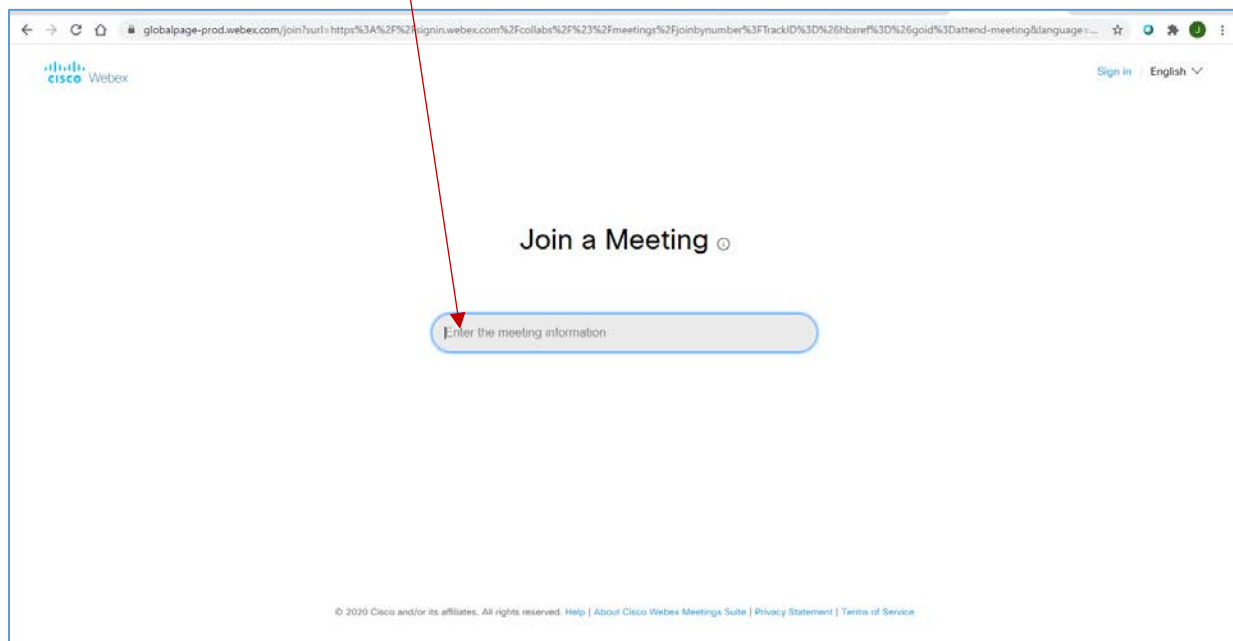 globalpage-prod.webex.com/join?surl=https%3A%2F%2Fsignin.webex.com%2Fcollabs%2F%23%2Fmeetings%2Fjoinbynumber%3FTrackID%3D%26hbxref%3D%26goid%3Dattend-meeting&language=...
J
CISCO Webex
Sign in
English
Join a Meeting
Enter the meeting information
© 2020 Cisco and/or its affiliates. All rights reserved. Help | About Cisco Webex Meetings Suite | Privacy Statement | Terms of Service